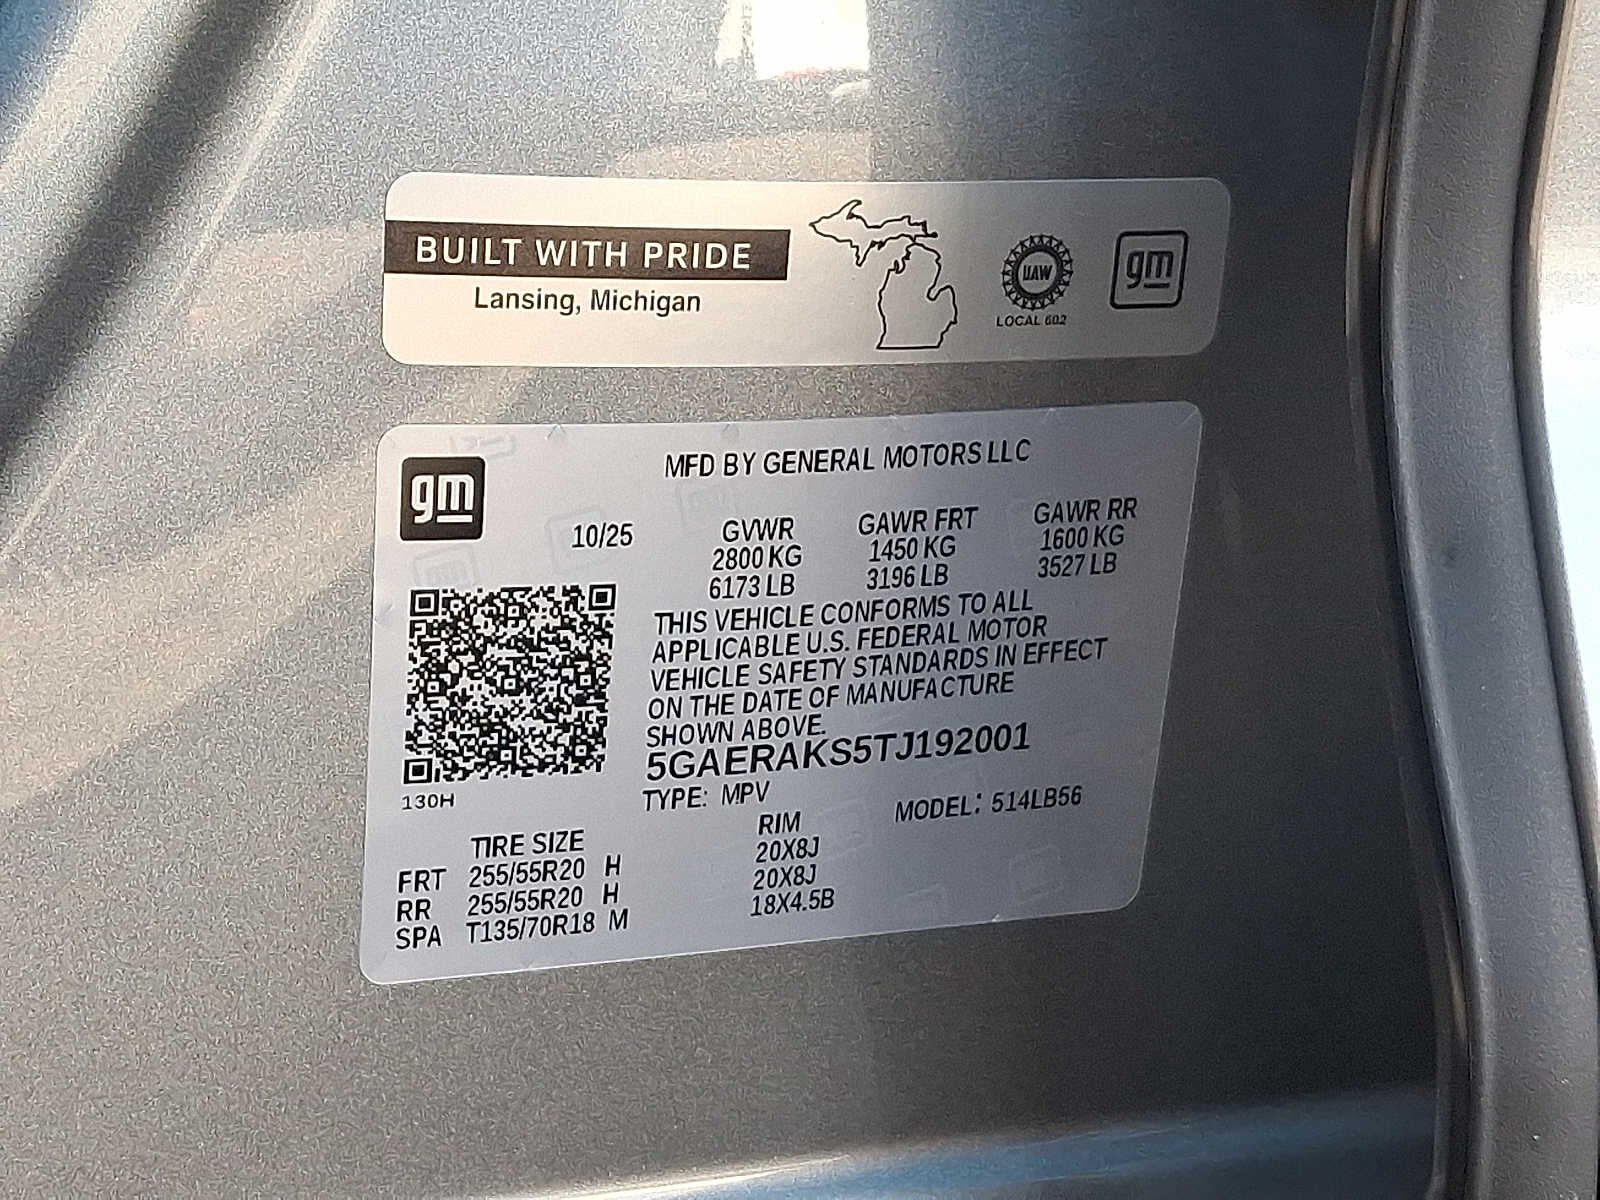 BUILT WITH PRIDE
Lansing, Michigan
UAW
LOCAL 602
gm
gm
MFD BY GENERAL MOTORS LLC
10/25
GVWR GAWR FRT GAWR RR
2800 KG 1450 KG 1600 KG
6173 LB 3196 LB 3527 LB
THIS VEHICLE CONFORMS TO ALL
APPLICABLE U.S. FEDERAL MOTOR
VEHICLE SAFETY STANDARDS IN EFFECT
ON THE DATE OF MANUFACTURE
SHOWN ABOVE.
5GAERAKS5TJ192001
130H
TYPE: MPV MODEL: 514LB56
TIRE SIZE RIM
FRT 255/55R20 H 20X8J
RR 255/55R20 H 20X8J
SPA T135/70R18 M 18X4.5B